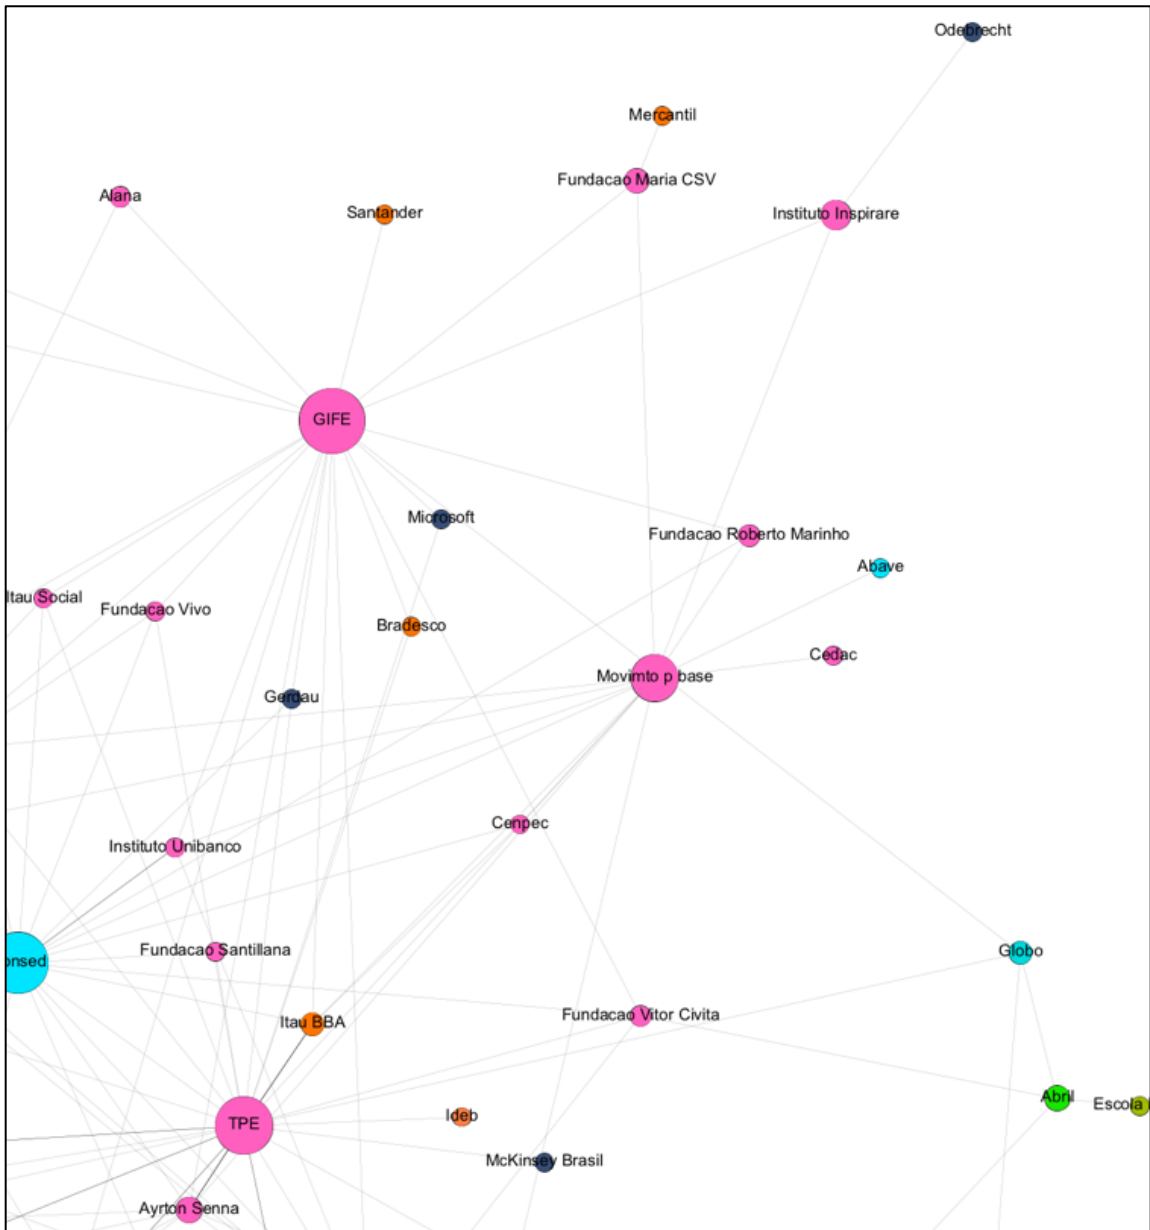 Odebrecht
Mercantil
Fundacao Maria CSV
Alana
Santander
Instituto Inspirare
GIFE
Microsoft
Fundacao Roberto Marinho
Abave
Itau Social
Fundacao Vivo
Bradesco
Cedac
Movimto p base
Gerdau
Cenpec
Instituto Unibanco
Fundacao Santillana
Globo
onsed
Fundacao Vitor Civita
Itau BBA
Abril
Escola
Ideb
TPE
McKinsey Brasil
Ayrton Senna